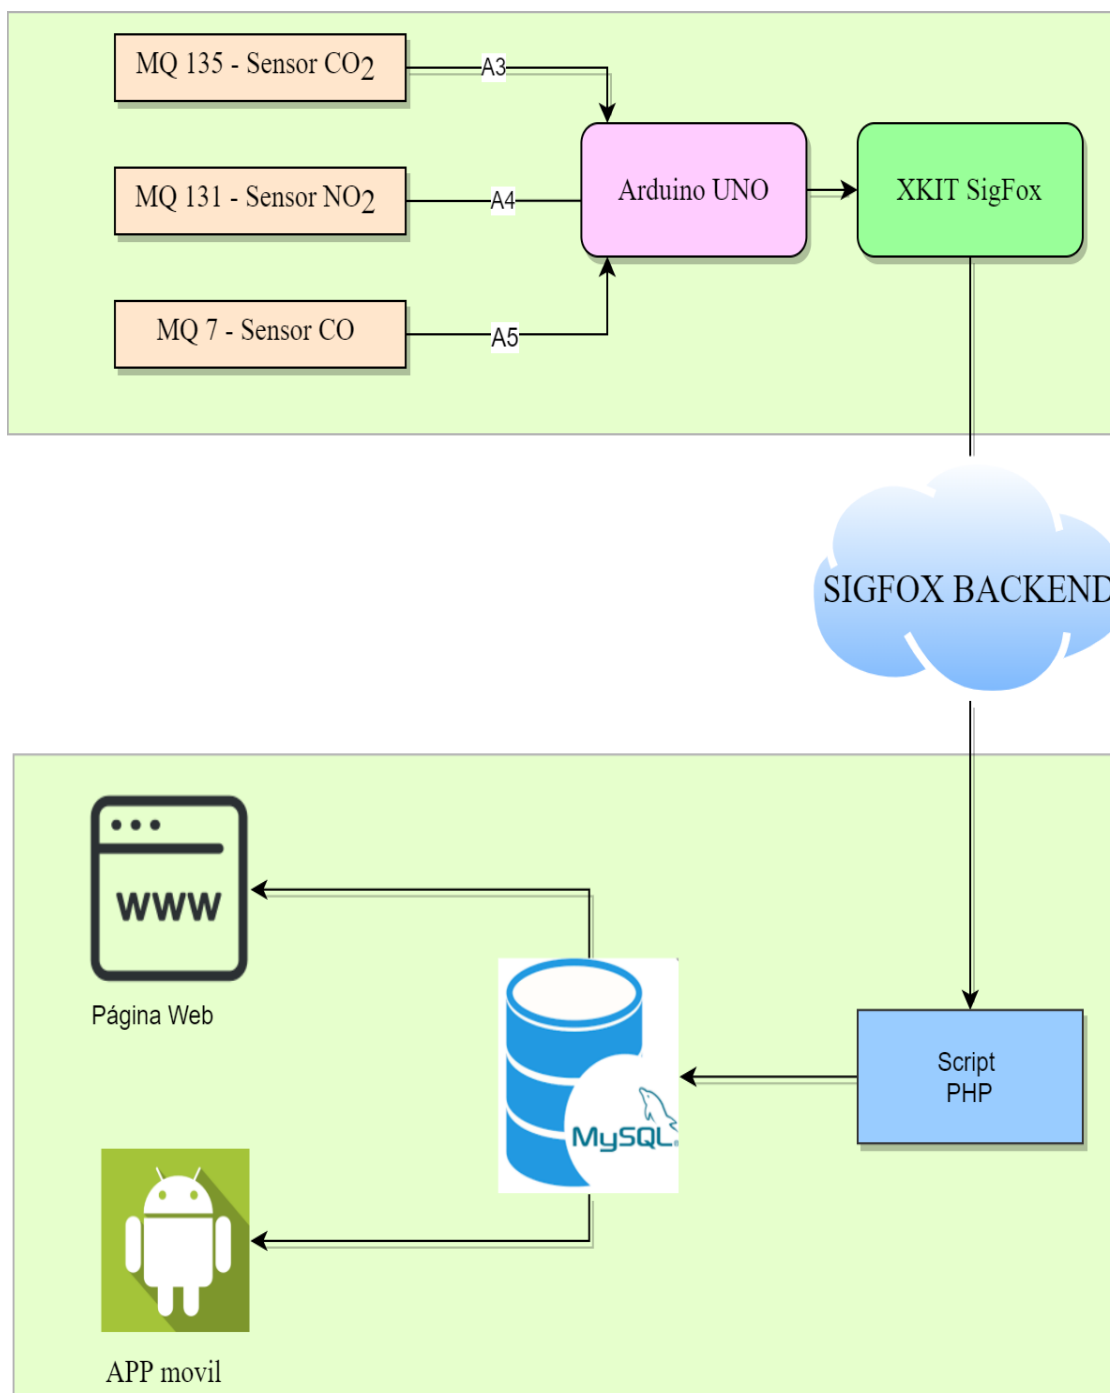 MQ 135 - Sensor CO2
A3
MQ 131 - Sensor NO2
A4
MQ 7 - Sensor CO
A5
Arduino UNO
XKIT SigFox
SIGFOX BACKEND
WWW
Página Web
MySQL
Script
PHP
APP movil